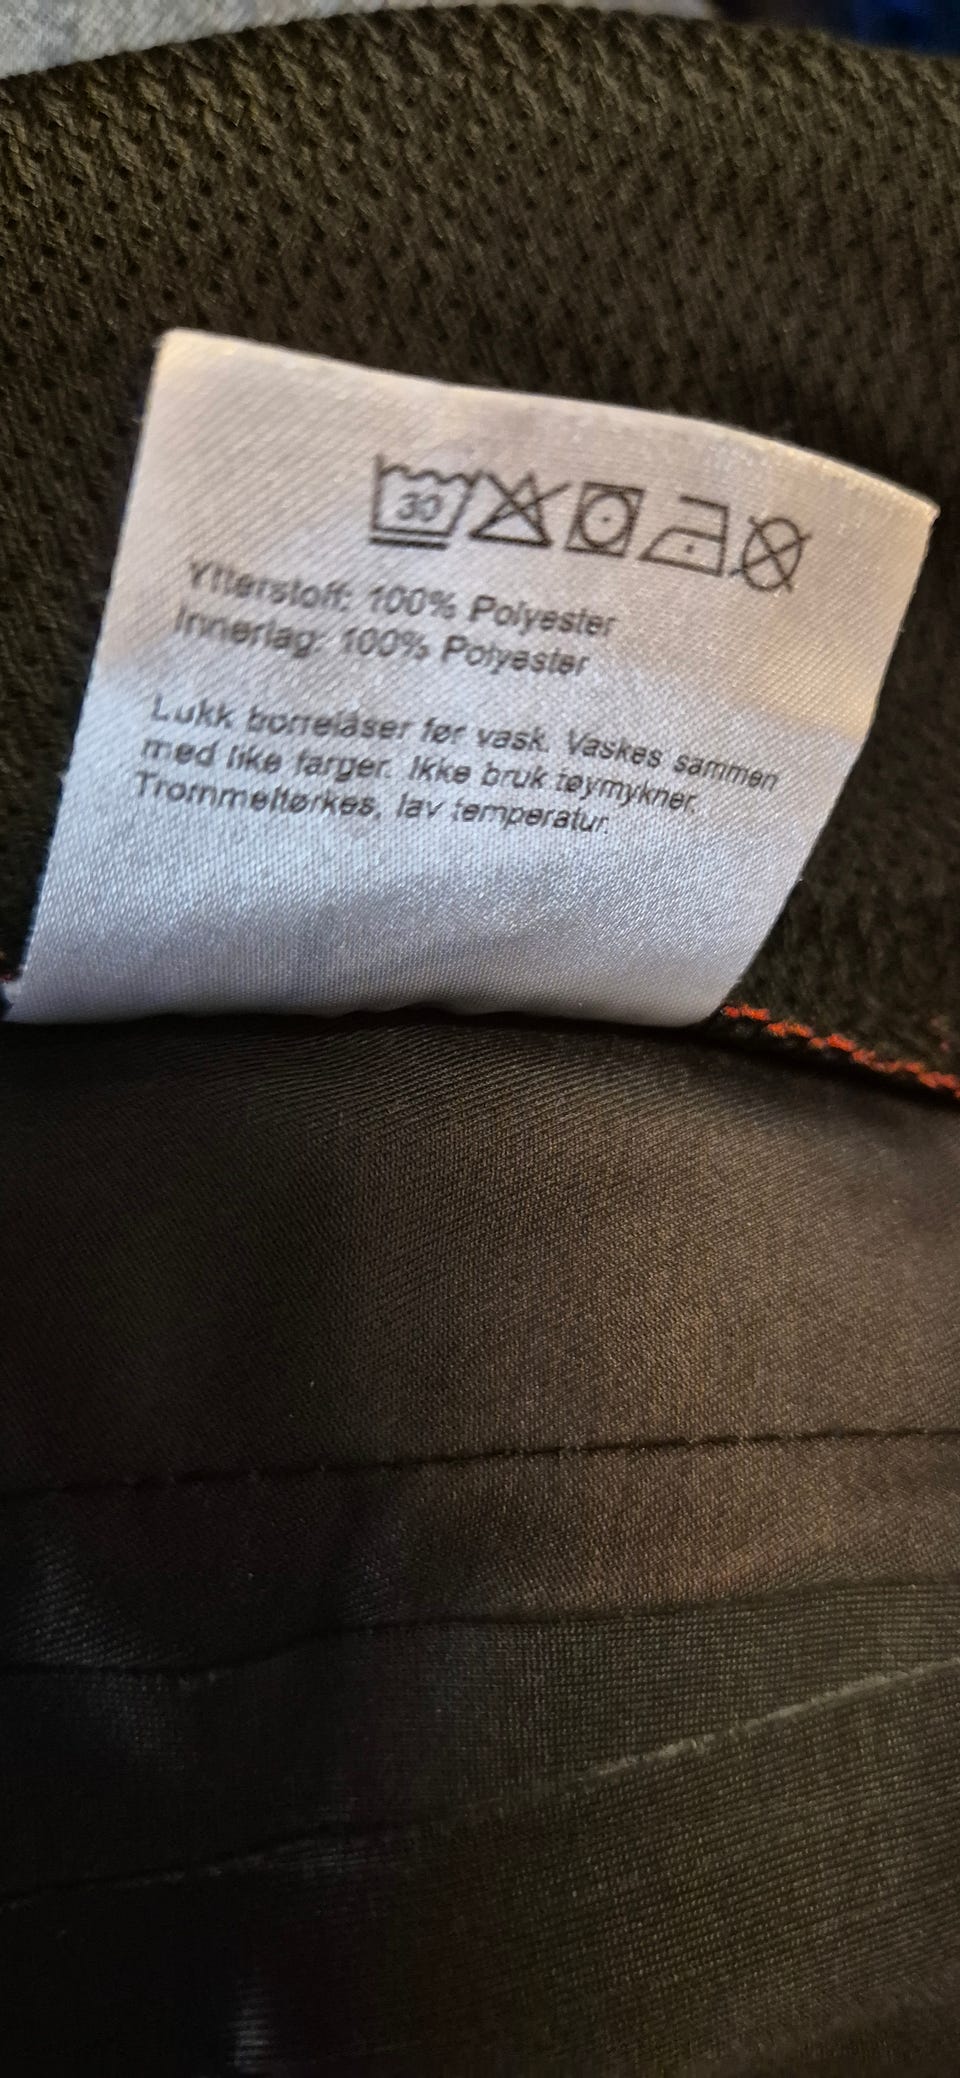 30
Ytterstoff: 100% Polyester
Innerlag: 100% Polyester
Lukk borrelåser før vask. Vaskes sammen
med like farger. Ikke bruk tøymykner.
Trommeltørkes, lav temperatur.